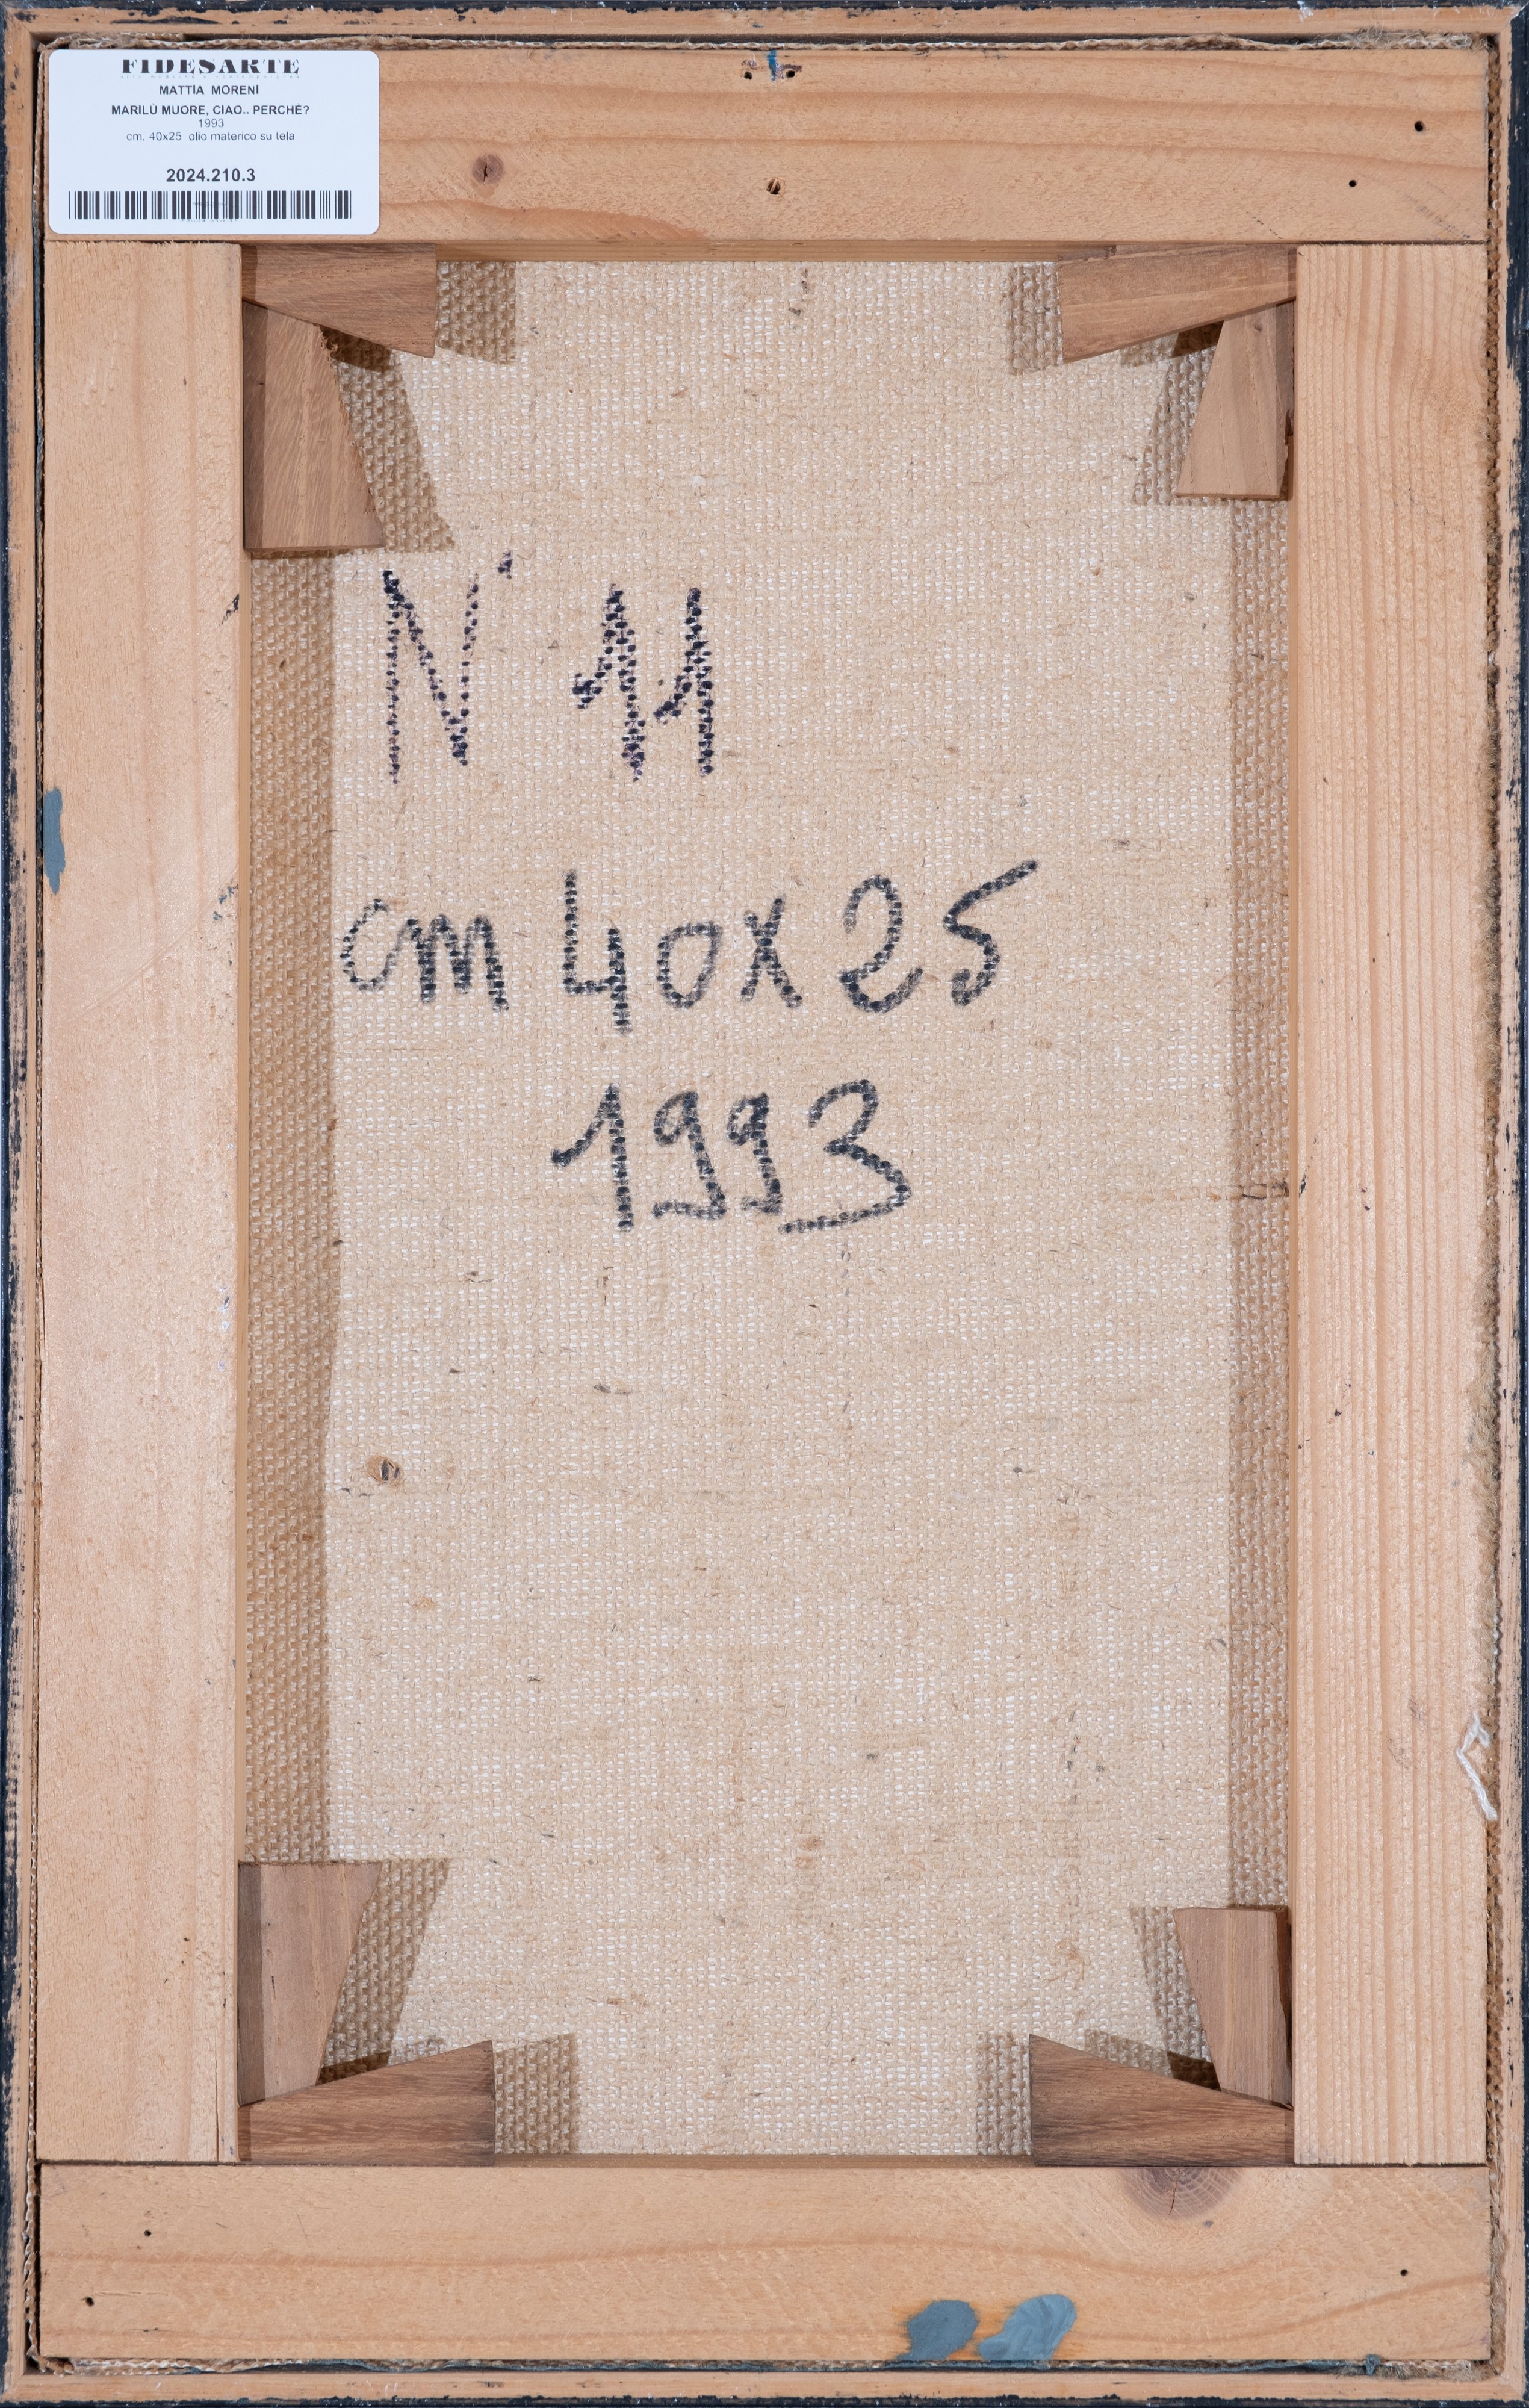 FIDESARTE
MATTIA MORENI
MARILÙ MUORE, CIAO.. PERCHÈ?
1993
cm. 40x25 olio materico su tela
2024.210.3
N° 11
cm 40x25
1993